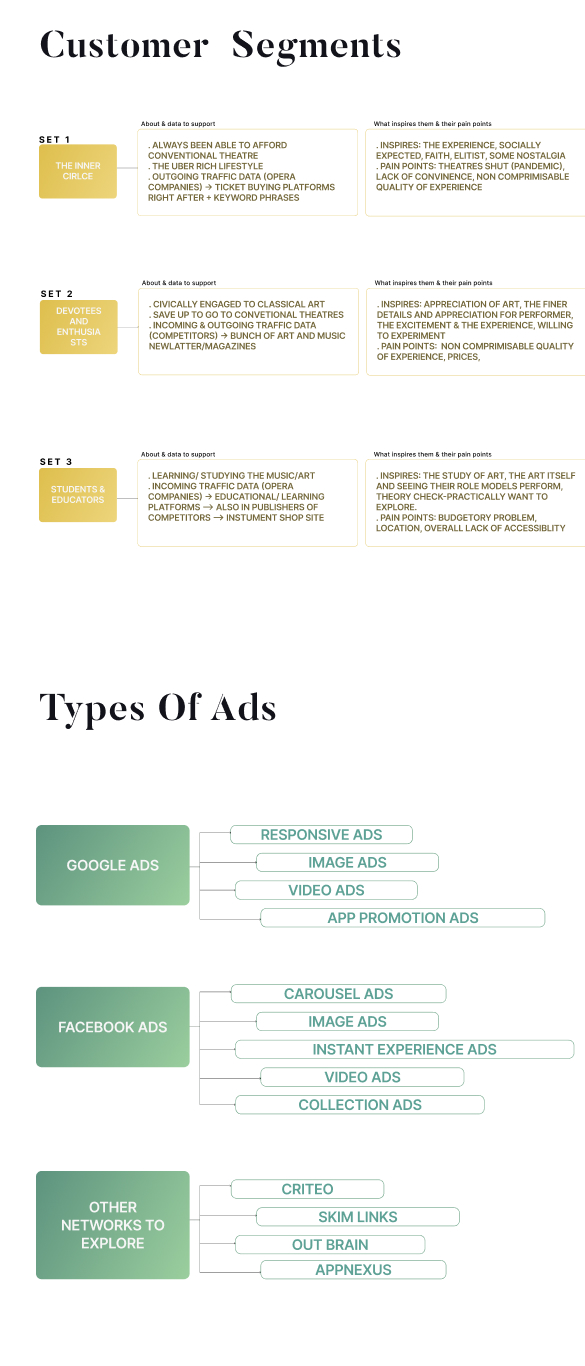 Customer Segments
SET 1
THE INNER
CIRLCE
About & data to support
. ALWAYS BEEN ABLE TO AFFORD
CONVENTIONAL THEATRE
. THE UBER RICH LIFESTYLE
. OUTGOING TRAFFIC DATA (OPERA
COMPANIES) → TICKET BUYING PLATFORMS
RIGHT AFTER + KEYWORD PHRASES
What inspires them & their pain points
. INSPIRES: THE EXPERIENCE, SOCIALLY
EXPECTED, FAITH, ELITIST, SOME NOSTALGIA
. PAIN POINTS: THEATRES SHUT (PANDEMIC),
LACK OF CONVINENCE, NON COMPRIMISABLE
QUALITY OF EXPERIENCE
SET 2
DEVOTEES
AND
ENTHUSIA
STS
About & data to support
. CIVICALLY ENGAGED TO CLASSICAL ART
. SAVE UP TO GO TO CONVETIONAL THEATRES
. INCOMING & OUTGOING TRAFFIC DATA
(COMPETITORS) → BUNCH OF ART AND MUSIC
NEWLATTER/MAGAZINES
What inspires them & their pain points
. INSPIRES: APPRECIATION OF ART, THE FINER
DETAILS AND APPRECIATION FOR PERFORMER,
THE EXCITEMENT & THE EXPERIENCE, WILLING
TO EXPERIMENT
. PAIN POINTS: NON COMPRIMISABLE QUALITY
OF EXPERIENCE, PRICES,
SET 3
STUDENTS &
EDUCATORS
About & data to support
. LEARNING/ STUDYING THE MUSIC/ART
. INCOMING TRAFFIC DATA (OPERA
COMPANIES) → EDUCATIONAL/ LEARNING
PLATFORMS → ALSO IN PUBLISHERS OF
COMPETITORS → INSTUMENT SHOP SITE
What inspires them & their pain points
. INSPIRES: THE STUDY OF ART, THE ART ITSELF
AND SEEING THEIR ROLE MODELS PERFORM,
THEORY CHECK-PRACTICALLY WANT TO
EXPLORE.
. PAIN POINTS: BUDGETORY PROBLEM,
LOCATION, OVERALL LACK OF ACCESSIBLITY
Types Of Ads
GOOGLE ADS
RESPONSIVE ADS
IMAGE ADS
VIDEO ADS
APP PROMOTION ADS
FACEBOOK ADS
CAROUSEL ADS
IMAGE ADS
INSTANT EXPERIENCE ADS
VIDEO ADS
COLLECTION ADS
OTHER
NETWORKS TO
EXPLORE
CRITEO
SKIM LINKS
OUT BRAIN
APPNEXUS